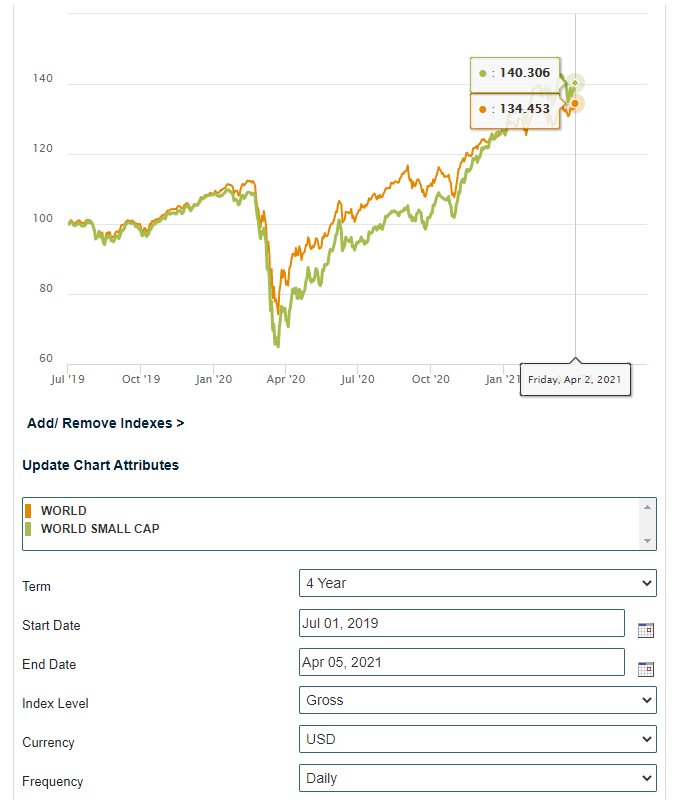 140
: 140.306
: 134.453
120
100
80
60
Jul '19 Oct '19 Jan '20 Apr '20 Jul '20 Oct '20 Jan '21
Friday, Apr 2, 2021
Add/ Remove Indexes >
Update Chart Attributes
WORLD
WORLD SMALL CAP
Term 4 Year
Start Date Jul 01, 2019
End Date Apr 05, 2021
Index Level Gross
Currency USD
Frequency Daily